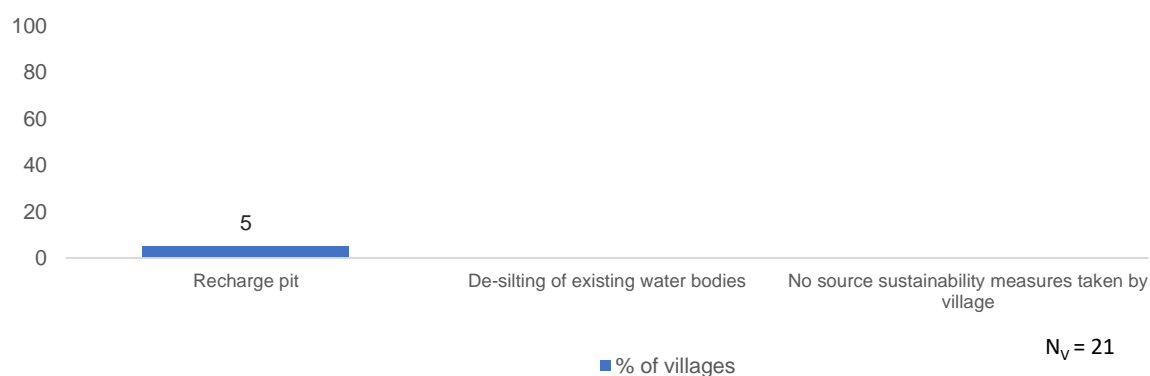 100
80
60
40
20
0
5
Recharge pit
De-silting of existing water bodies
No source sustainability measures taken by
village
% of villages
NV = 21